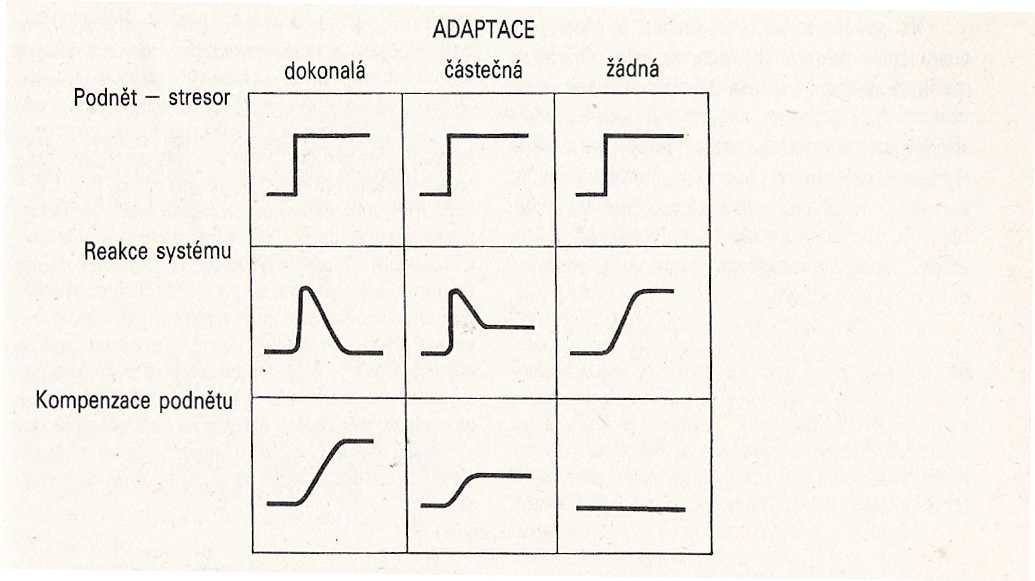 ADAPTACE
dokonalá částečná žádná
Podnět — stresor
Reakce systému
Kompenzace podnětu